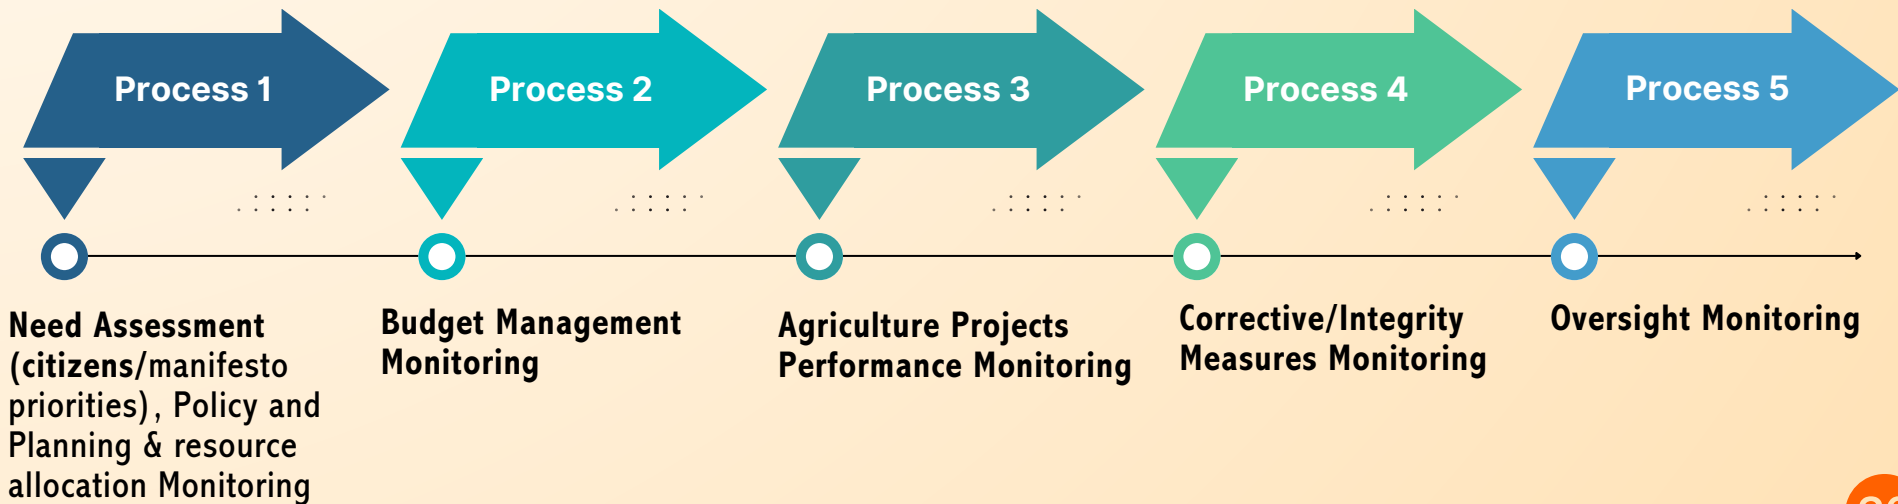 Process 1
Process 2
Process 3
Process 4
Process 5
Need Assessment
(citizens/manifesto
priorities), Policy and
Planning & resource
allocation Monitoring
Budget Management
Monitoring
Agriculture Projects
Performance Monitoring
Corrective/Integrity
Measures Monitoring
Oversight Monitoring